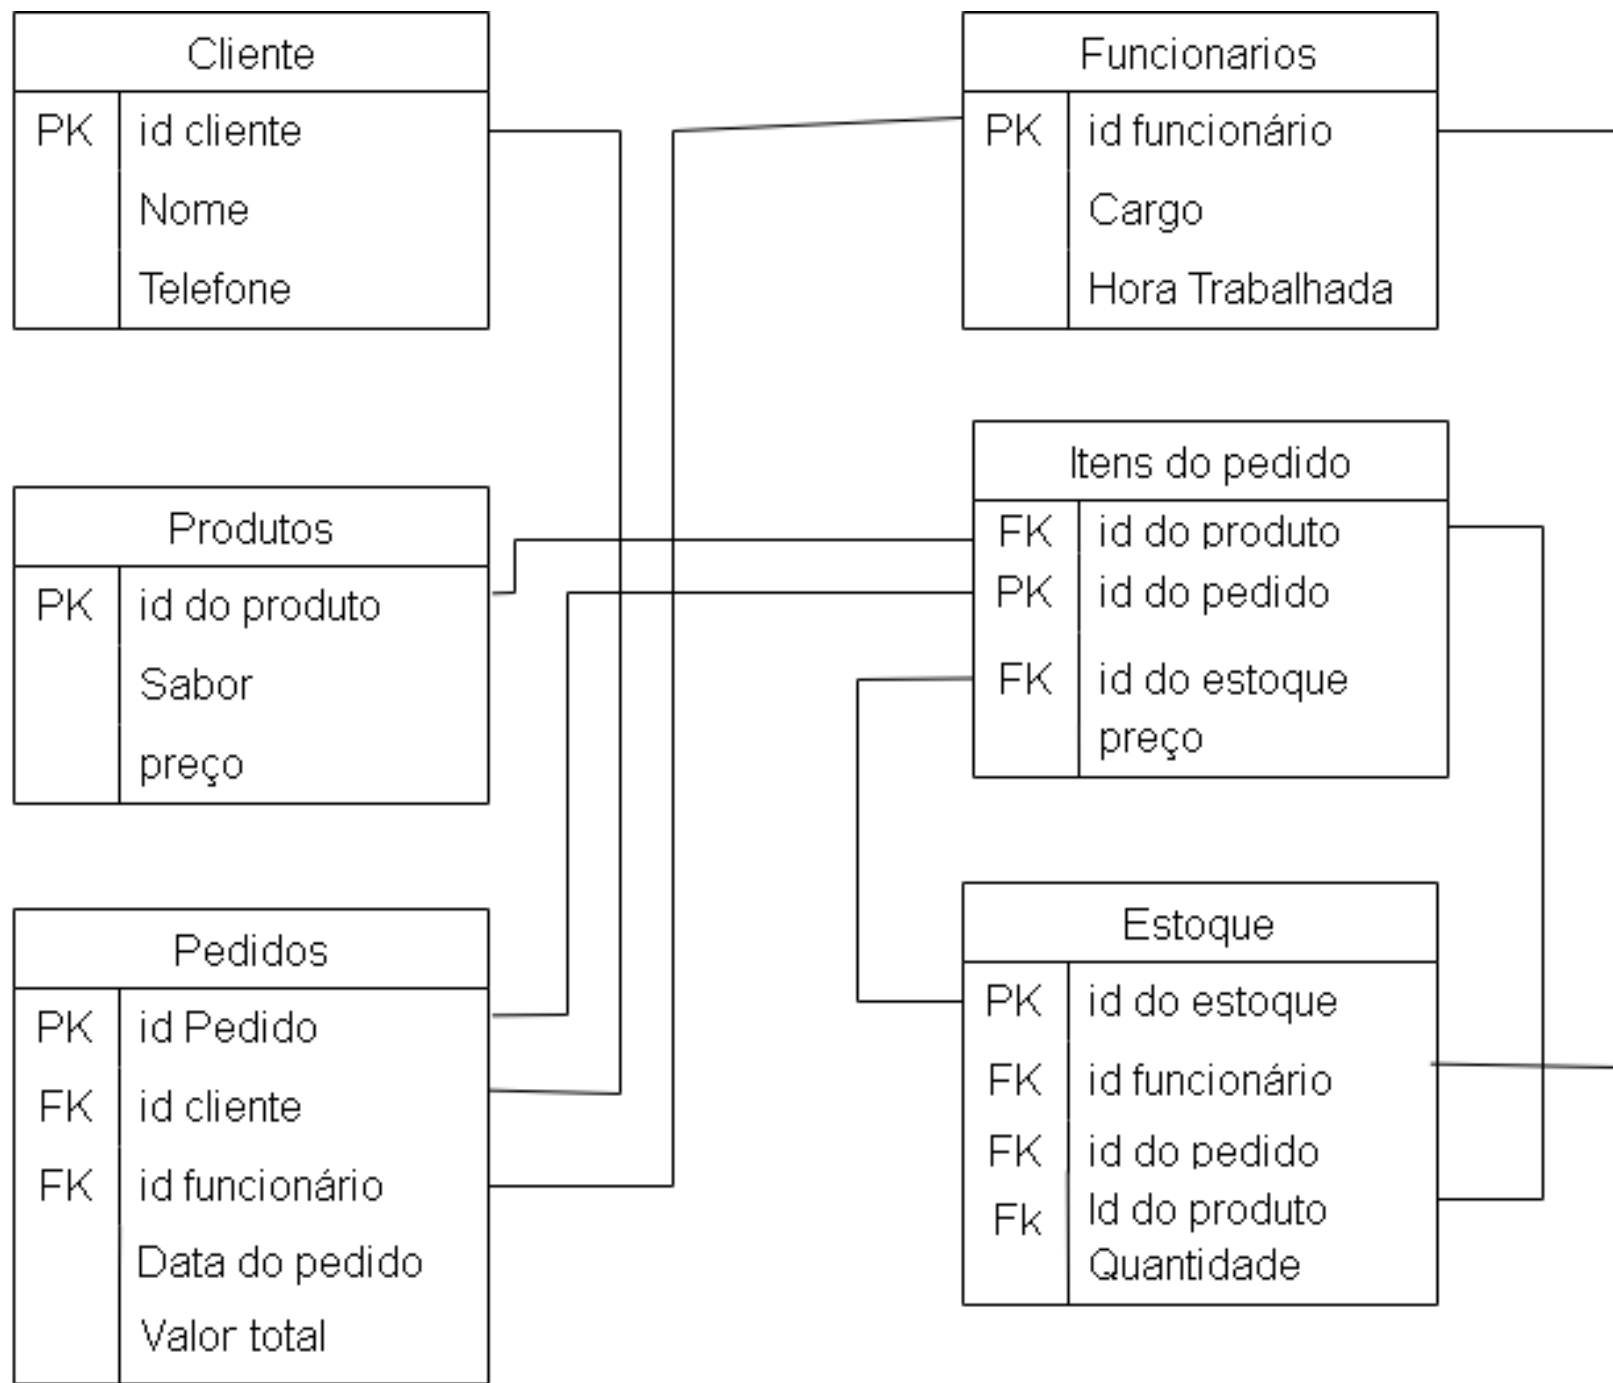 Cliente
PK id cliente
Nome
Telefone
Funcionarios
PK id funcionário
Cargo
Hora Trabalhada
Produtos
PK id do produto
Sabor
preço
Itens do pedido
FK id do produto
PK id do pedido
FK id do estoque
preço
Pedidos
PK id Pedido
FK id cliente
FK id funcionário
Data do pedido
Valor total
Estoque
PK id do estoque
FK id funcionário
FK id do pedido
Fk Id do produto
Quantidade